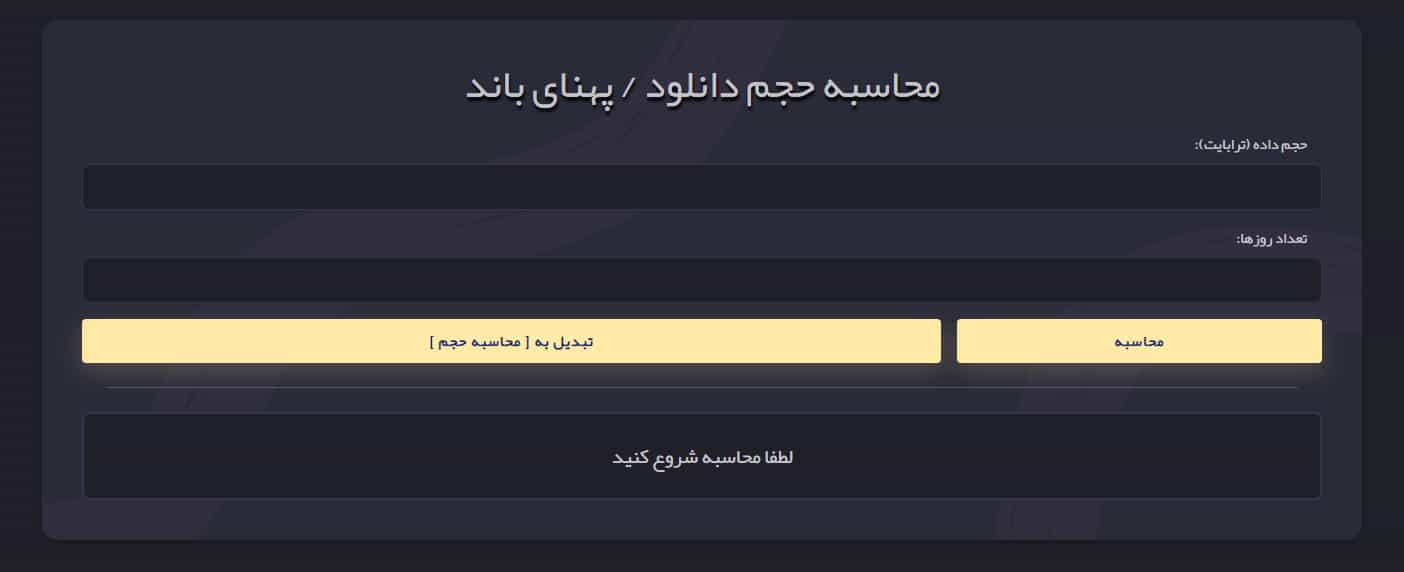 محاسبه حجم دانلود / پهنای باند
حجم داده (ترابایت):
تعداد روزها:
محاسبه
تبدیل به [ محاسبه حجم ]
لطفا محاسبه شروع کنید